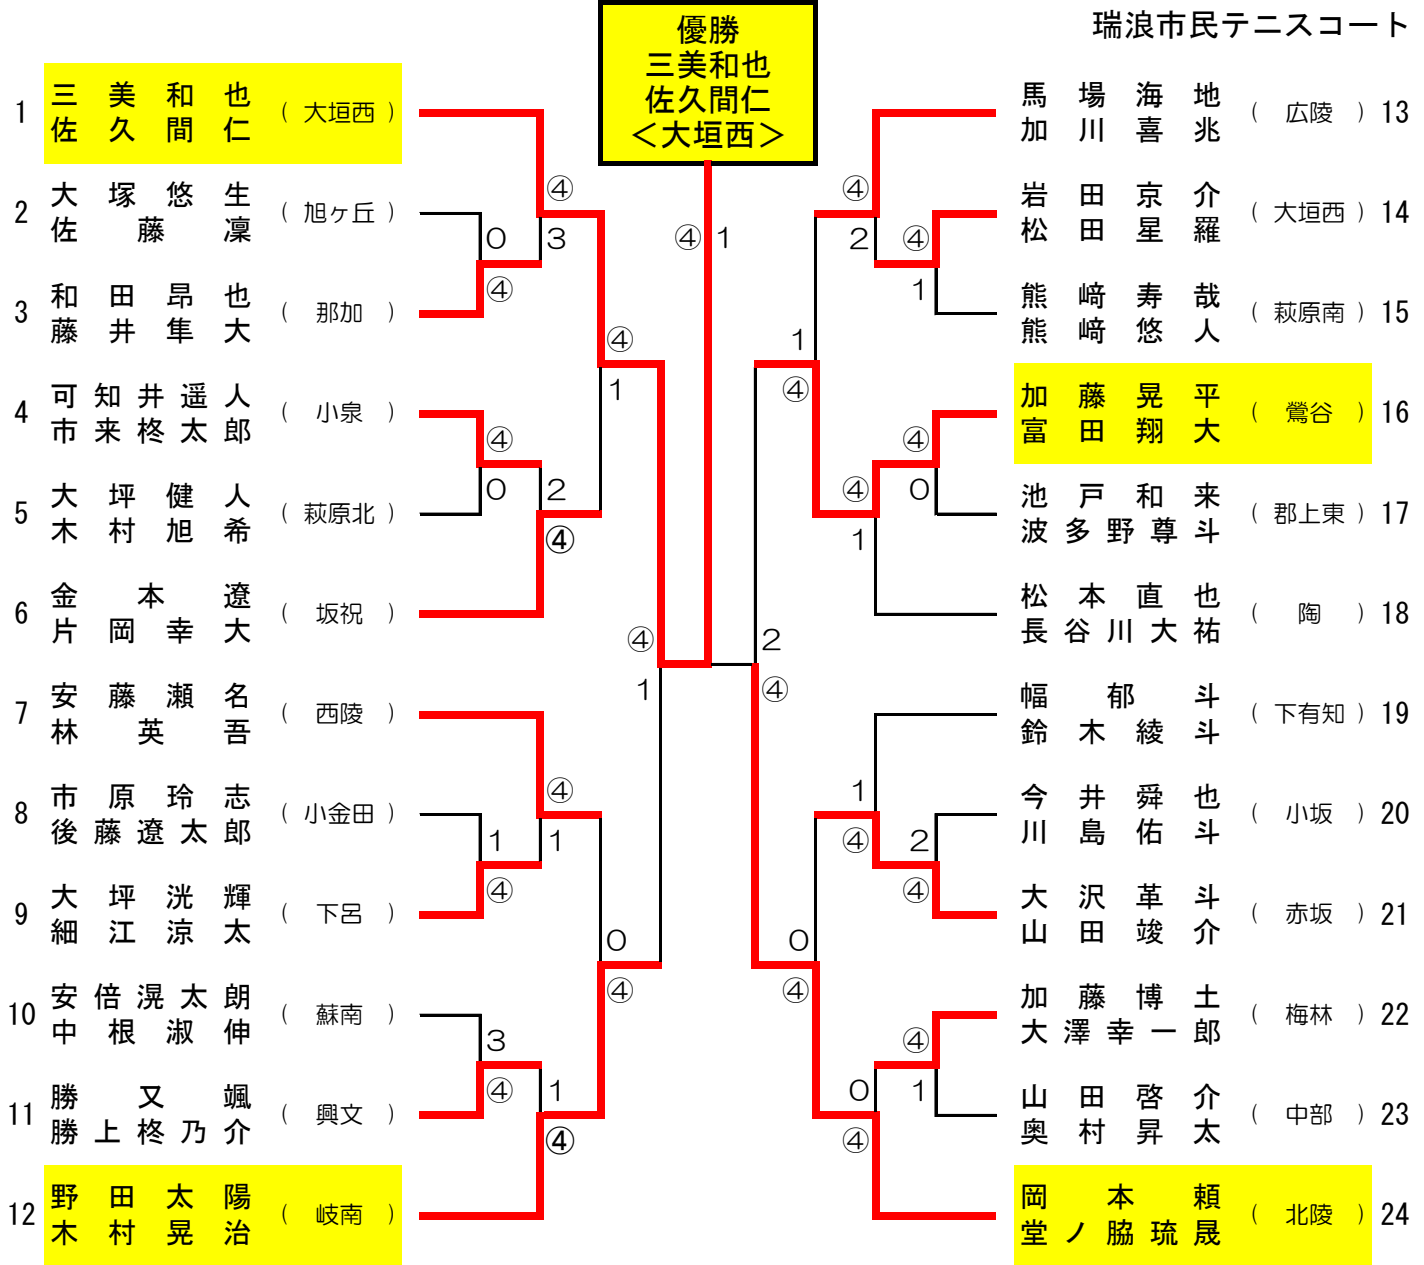 優勝
三美和也
佐久間仁
＜大垣西＞
瑞浪市民テニスコート
1 三美和也
佐久間仁 (大垣西)
2 大塚悠生
佐藤凜 (旭ヶ丘)
3 和田昂也
藤井隼大 (那加)
4 可知井遥人
市来柊太郎 (小泉)
5 大坪健人
木村旭希 (萩原北)
6 金本遼
片岡幸大 (坂祝)
7 安藤瀬名
林英吾 (西陵)
8 市原玲志
後藤遼太郎 (小金田)
9 大坪洸輝
細江涼太 (下呂)
10 安倍滉太朗
中根淑伸 (蘇南)
11 勝又颯
勝上柊乃介 (興文)
12 野田太陽
木村晃治 (岐南)
④
0 3
④
④
1
④
0 2
④
④
1
④
1 1
④
0
④
3
④ 1
④
④ 1
2
④
④
2 ④
1
1
④
④
④ 0
1
1
④ 2
④
0
④
④
0 1
④
馬場海地
加川喜兆 (広陵) 13
岩田京介
松田星羅 (大垣西) 14
熊﨑寿哉
熊﨑悠人 (萩原南) 15
加藤晃平
富田翔大 (鶯谷) 16
池戸和来
波多野尊斗 (郡上東) 17
松本直也
長谷川大祐 (陶) 18
幅郁斗
鈴木綾斗 (下有知) 19
今井舜也
川島佑斗 (小坂) 20
大沢革斗
山田竣介 (赤坂) 21
加藤博土
大澤幸一郎 (梅林) 22
山田啓介
奥村昇太 (中部) 23
岡本頼
堂ノ脇琉晟 (北陵) 24